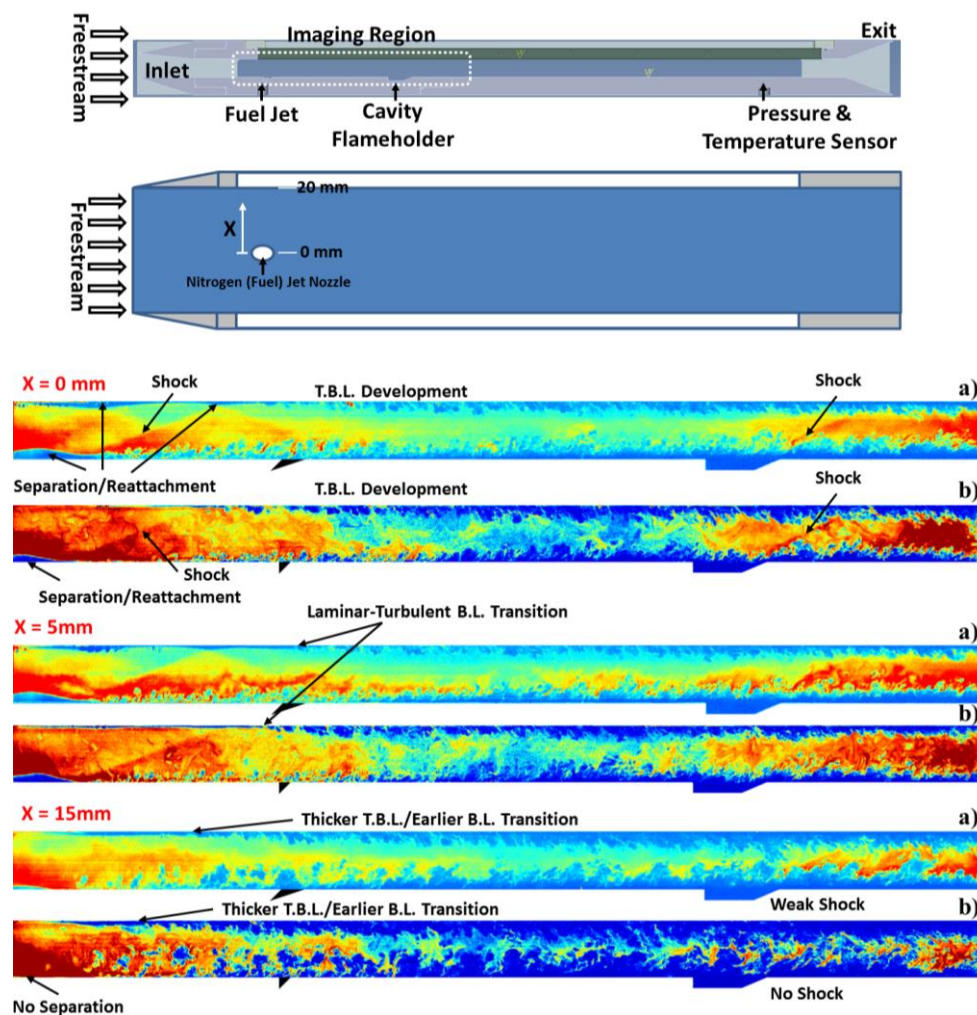 Freestream
Imaging Region
Exit
Inlet
Fuel Jet
Cavity
Flameholder
Pressure &
Temperature Sensor
Freestream
20 mm
X
0 mm
Nitrogen (Fuel) Jet Nozzle
X = 0 mm
Shock
T.B.L. Development
Shock
a)
Separation/Reattachment
T.B.L. Development
Shock
b)
Shock
Separation/Reattachment
Laminar-Turbulent B.L. Transition
X = 5mm
a)
b)
X = 15mm
Thicker T.B.L./Earlier B.L. Transition
a)
Thicker T.B.L./Earlier B.L. Transition
Weak Shock
b)
No Separation
No Shock